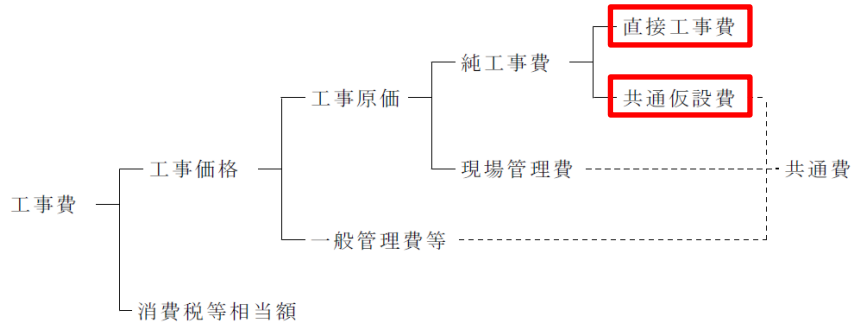 直接工事費
純工事費
共通仮設費
工事原価
工事価格
現場管理費
共通費
工事費
一般管理費等
消費税等相当額